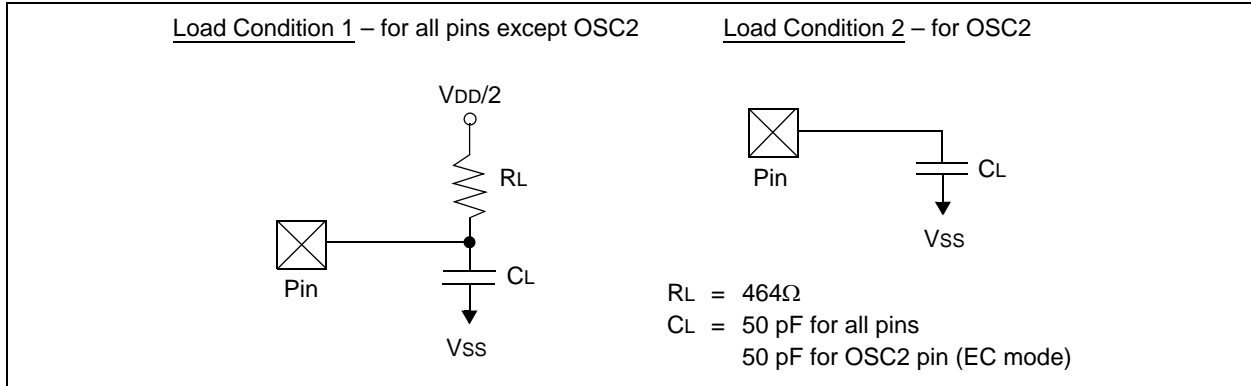 Load Condition 1 – for all pins except OSC2
VDD/2
RL
CL
Pin
VSS
Load Condition 2 – for OSC2
Pin
CL
VSS
RL = 464Ω
CL = 50 pF for all pins
50 pF for OSC2 pin (EC mode)